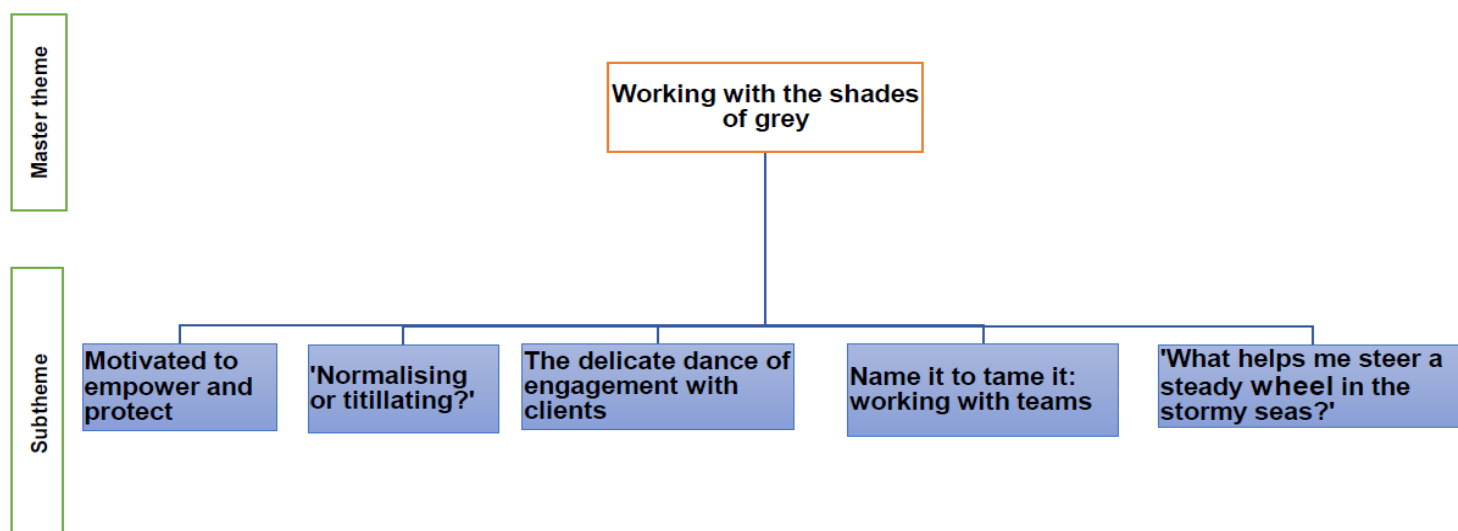 Master theme
Working with the shades
of grey
Subtheme
Motivated to
empower and
protect
'Normalising
or titillating?'
The delicate dance of
engagement with
clients
Name it to tame it:
working with teams
'What helps me steer a
steady wheel in the
stormy seas?'